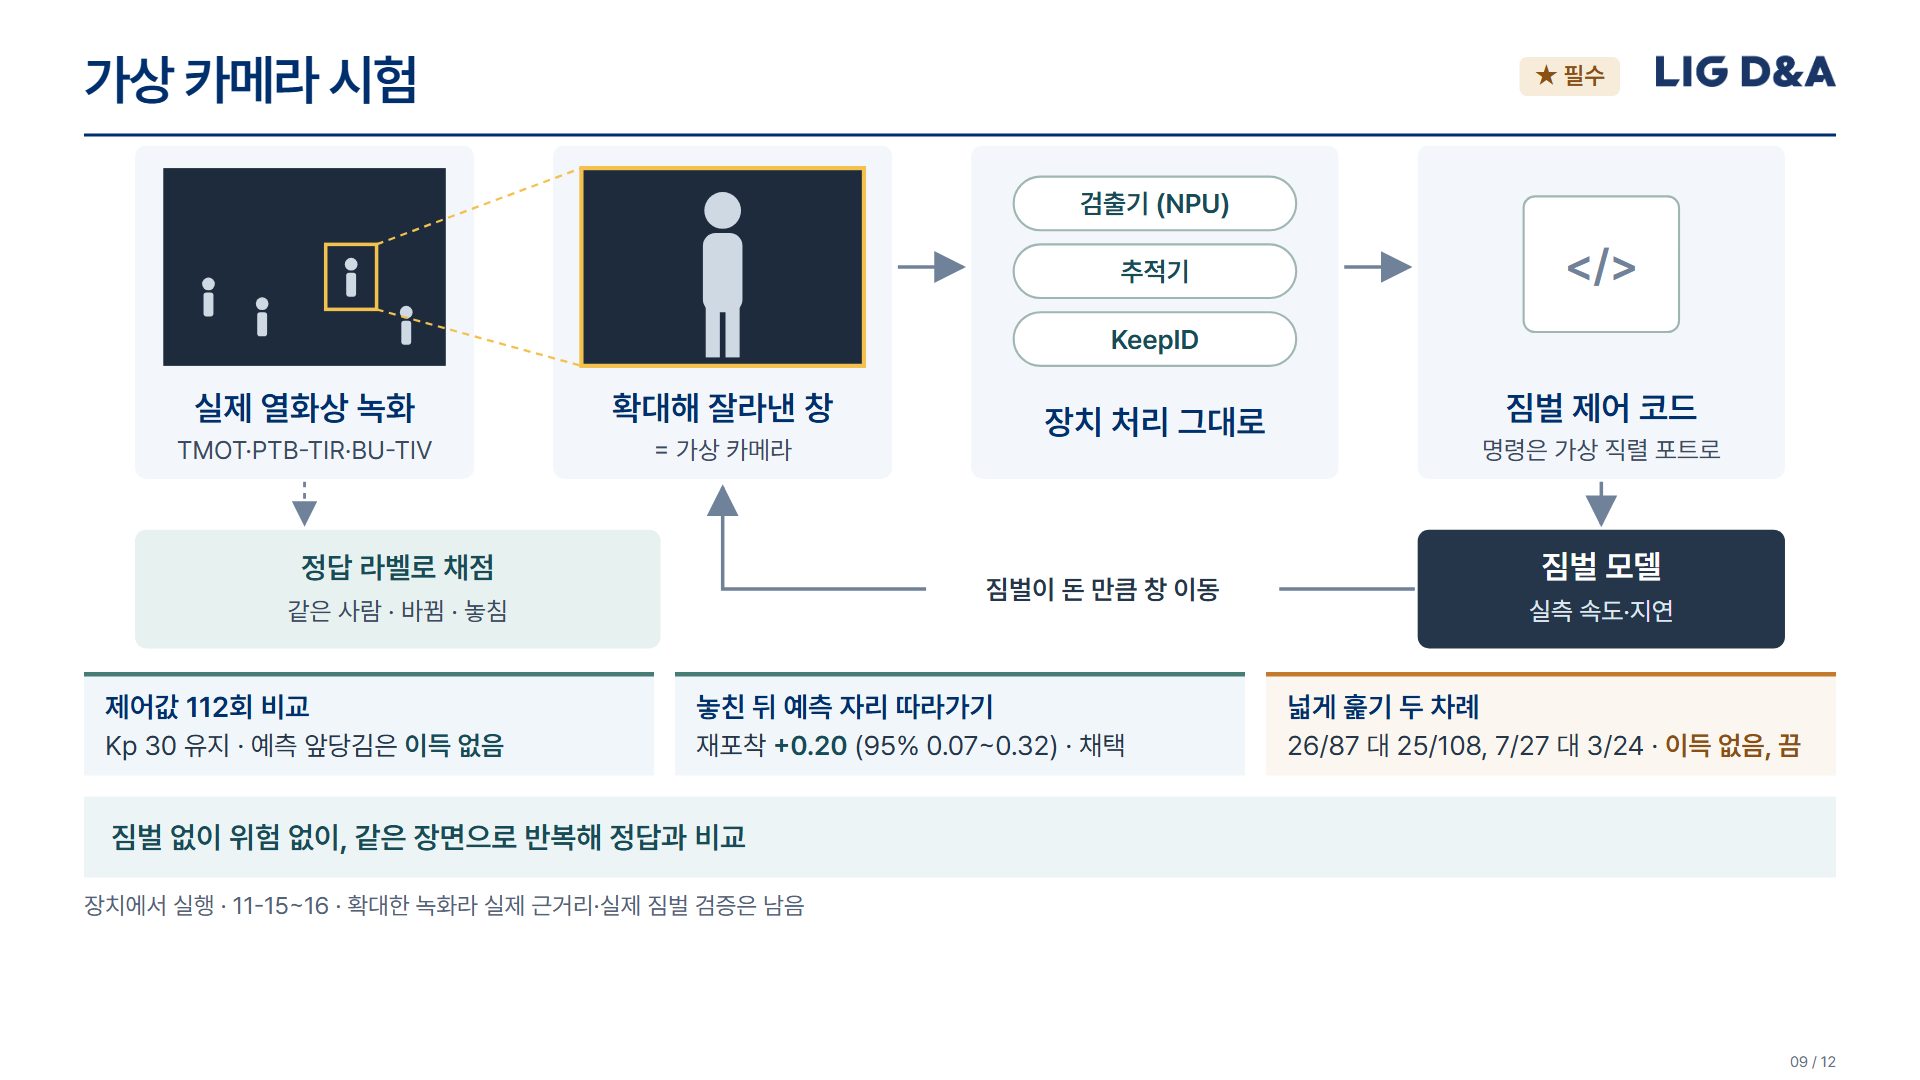 가상 카메라 시험
★ 필수
LIG D&A
실제 열화상 녹화
TMOT·PTB-TIR·BU-TIV
확대해 잘라낸 창
= 가상 카메라
검출기 (NPU)
추적기
KeepID
장치 처리 그대로
</>
짐벌 제어 코드
명령은 가상 직렬 포트로
정답 라벨로 채점
같은 사람 · 바뀜 · 놓침
짐벌이 돈 만큼 창 이동
짐벌 모델
실측 속도·지연
제어값 112회 비교
Kp 30 유지 · 예측 앞당김은 이득 없음
놓친 뒤 예측 자리 따라가기
재포착 +0.20 (95% 0.07~0.32) · 채택
넓게 훑기 두 차례
26/87 대 25/108, 7/27 대 3/24 · 이득 없음, 끔
짐벌 없이 위험 없이, 같은 장면으로 반복해 정답과 비교
장치에서 실행 · 11-15~16 · 확대한 녹화라 실제 근거리·실제 짐벌 검증은 남음
09 / 12